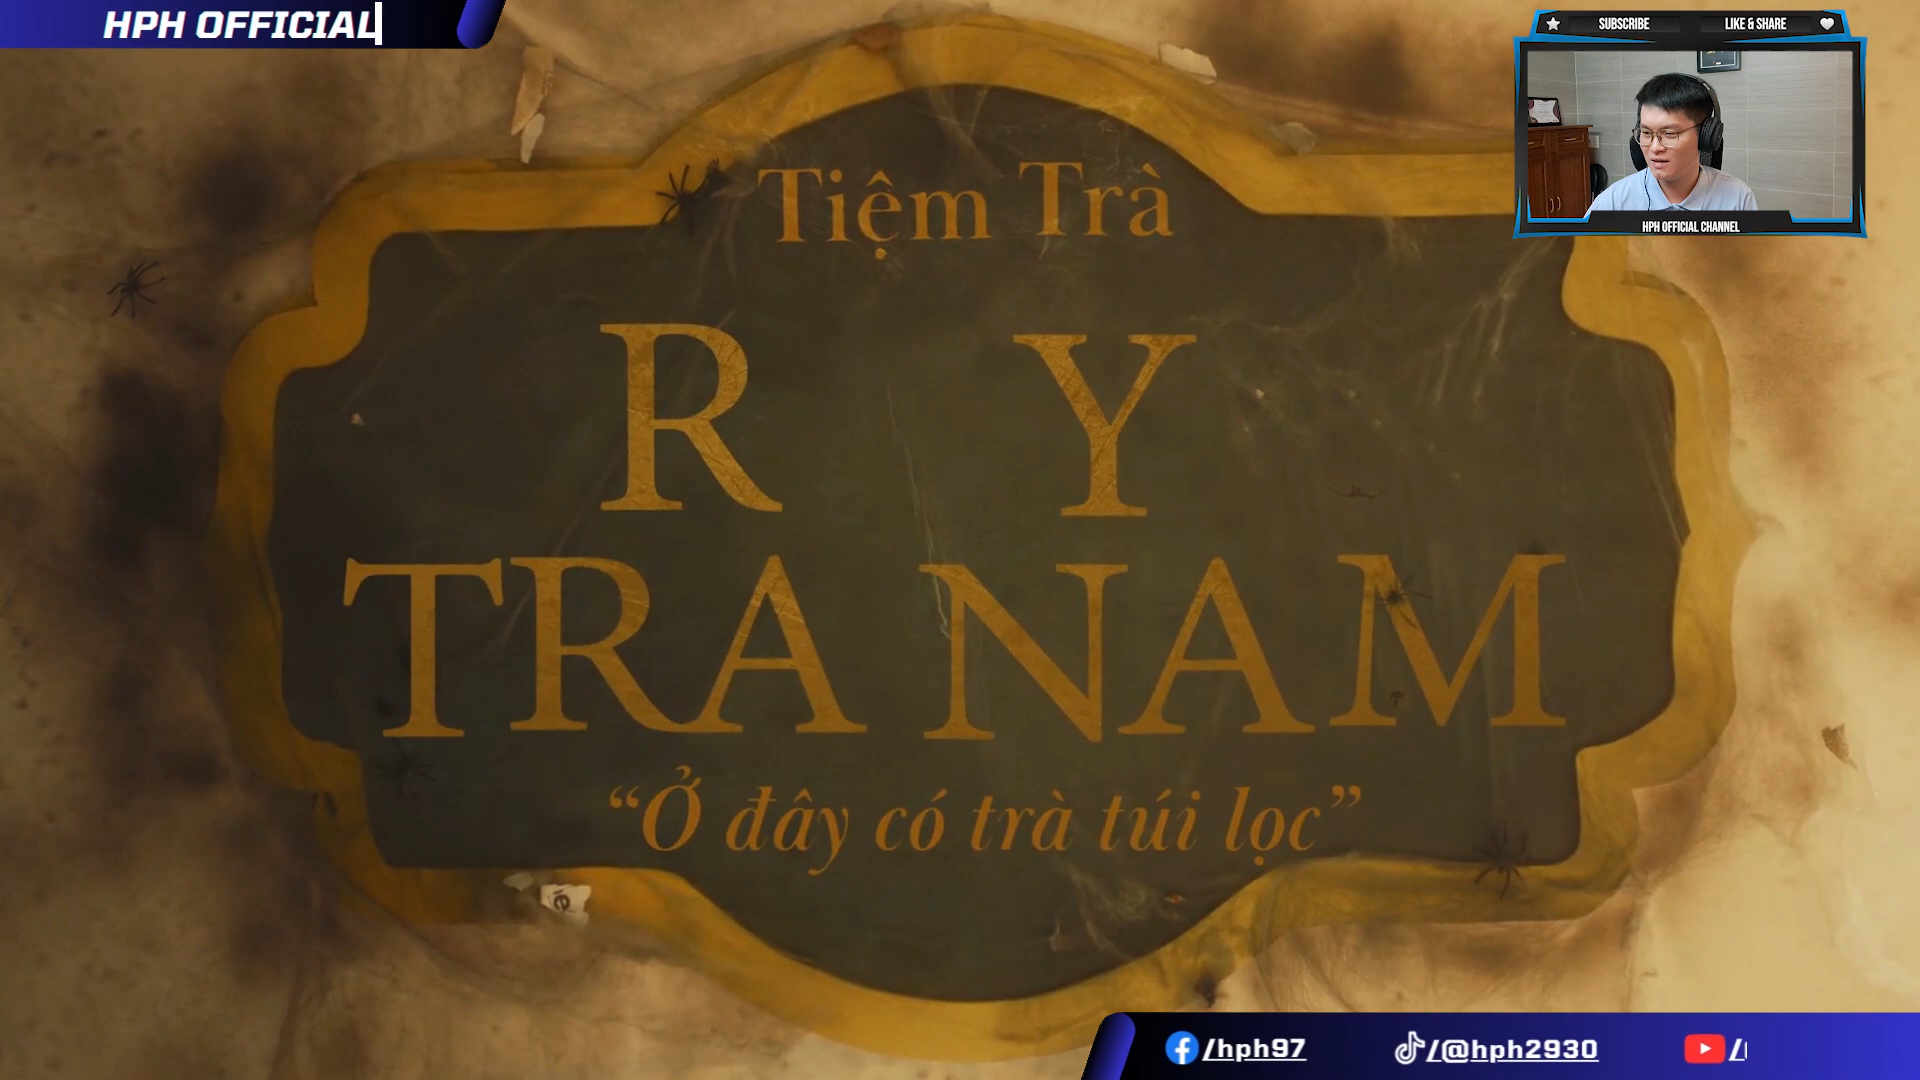 HPH OFFICIAL
SUBSCRIBE
LIKE & SHARE
HPH OFFICIAL CHANNEL
Tiệm Trà
R Y
TRA NAM
“Ở đây có trà túi lọc”
/hph97
/@hph2930
/